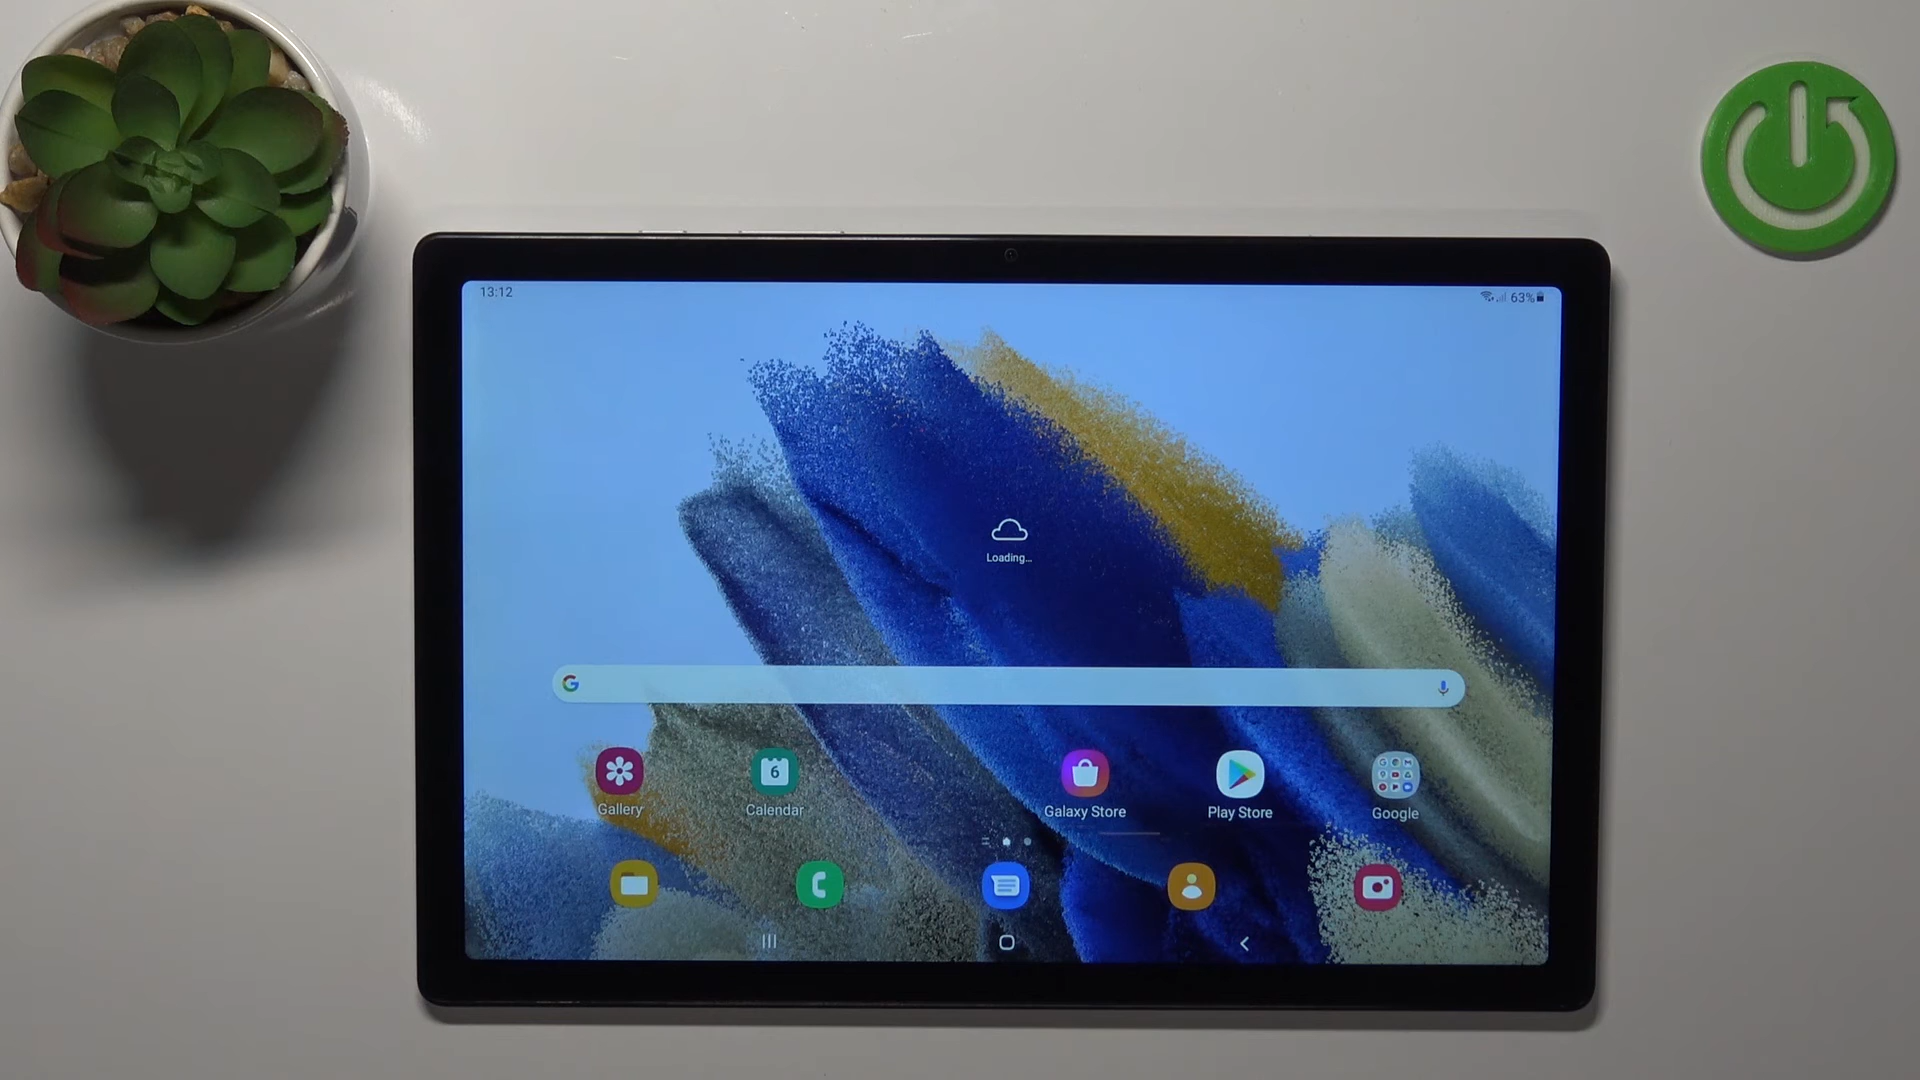 13:12
63%
Loading...
G
6
Gallery
Calendar
Galaxy Store
Play Store
Google